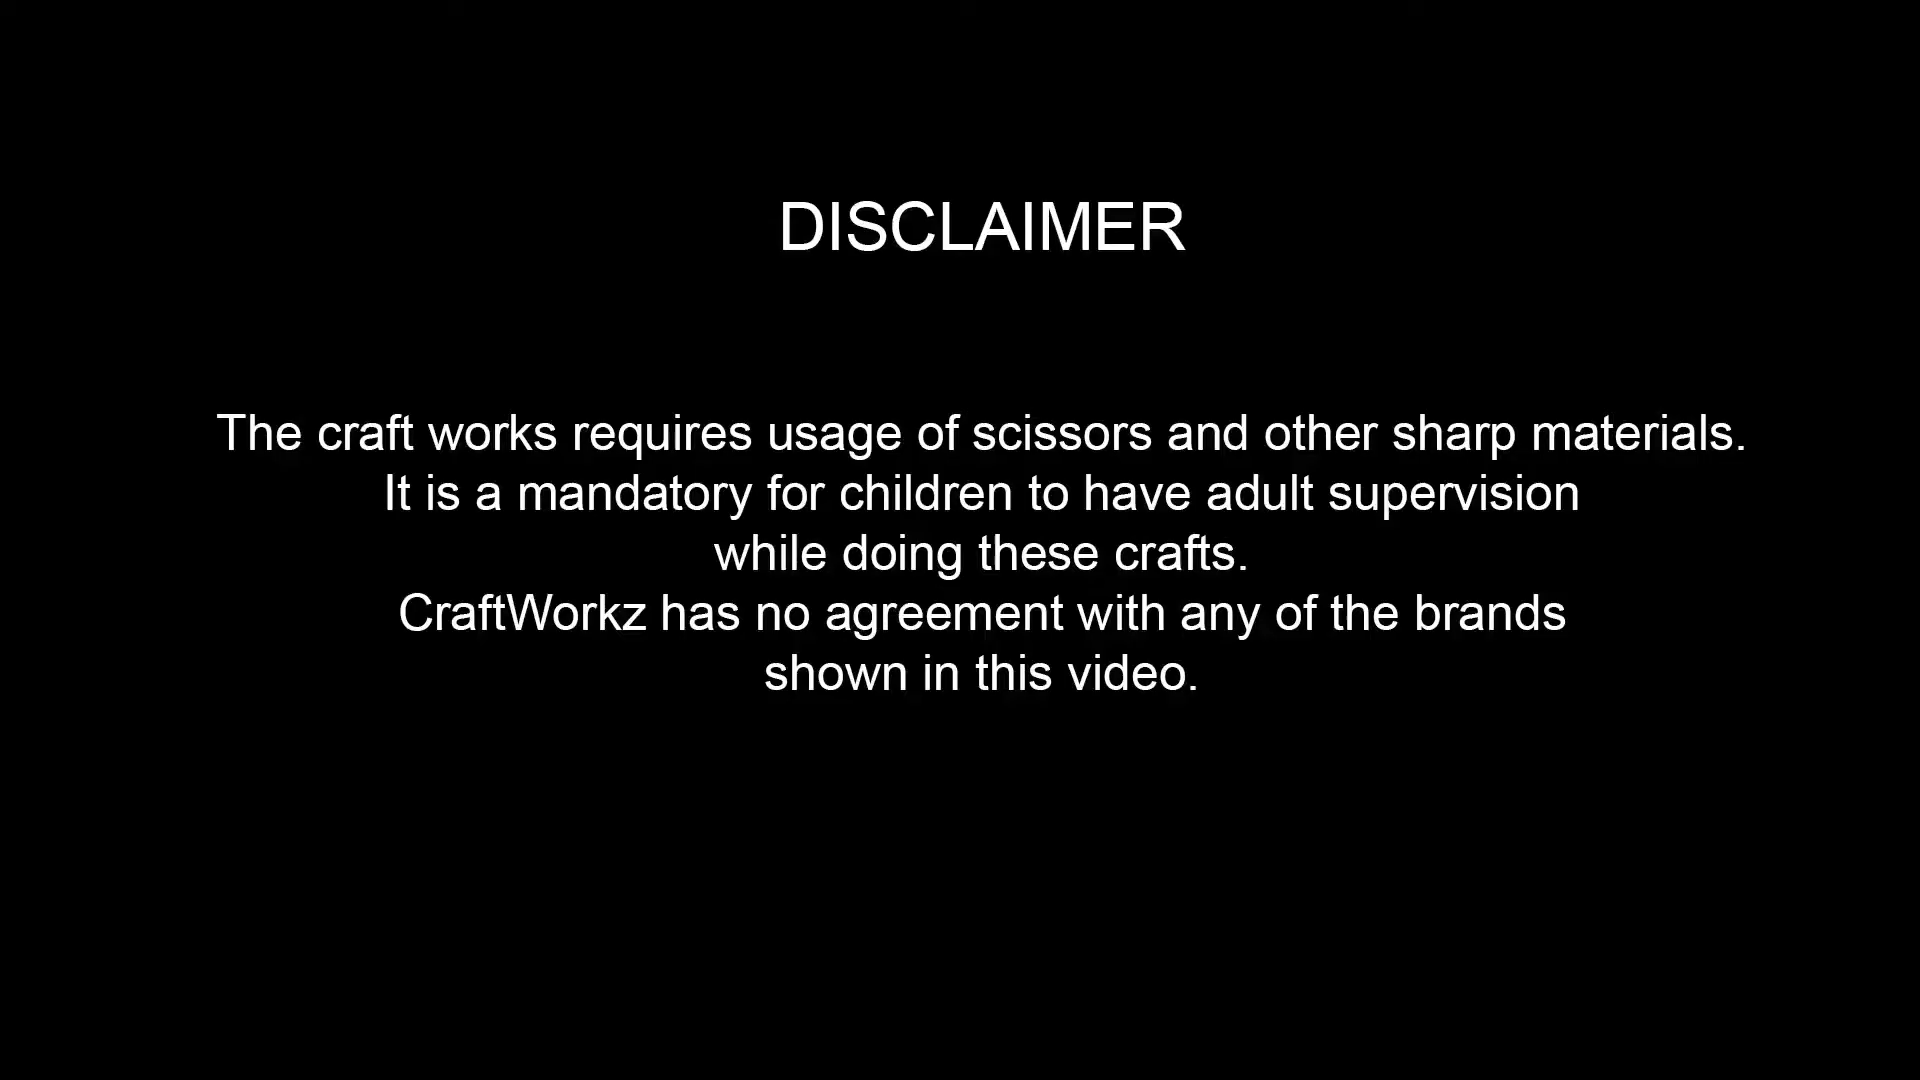 DISCLAIMER
The craft works requires usage of scissors and other sharp materials.
It is a mandatory for children to have adult supervision
while doing these crafts.
CraftWorkz has no agreement with any of the brands
shown in this video.